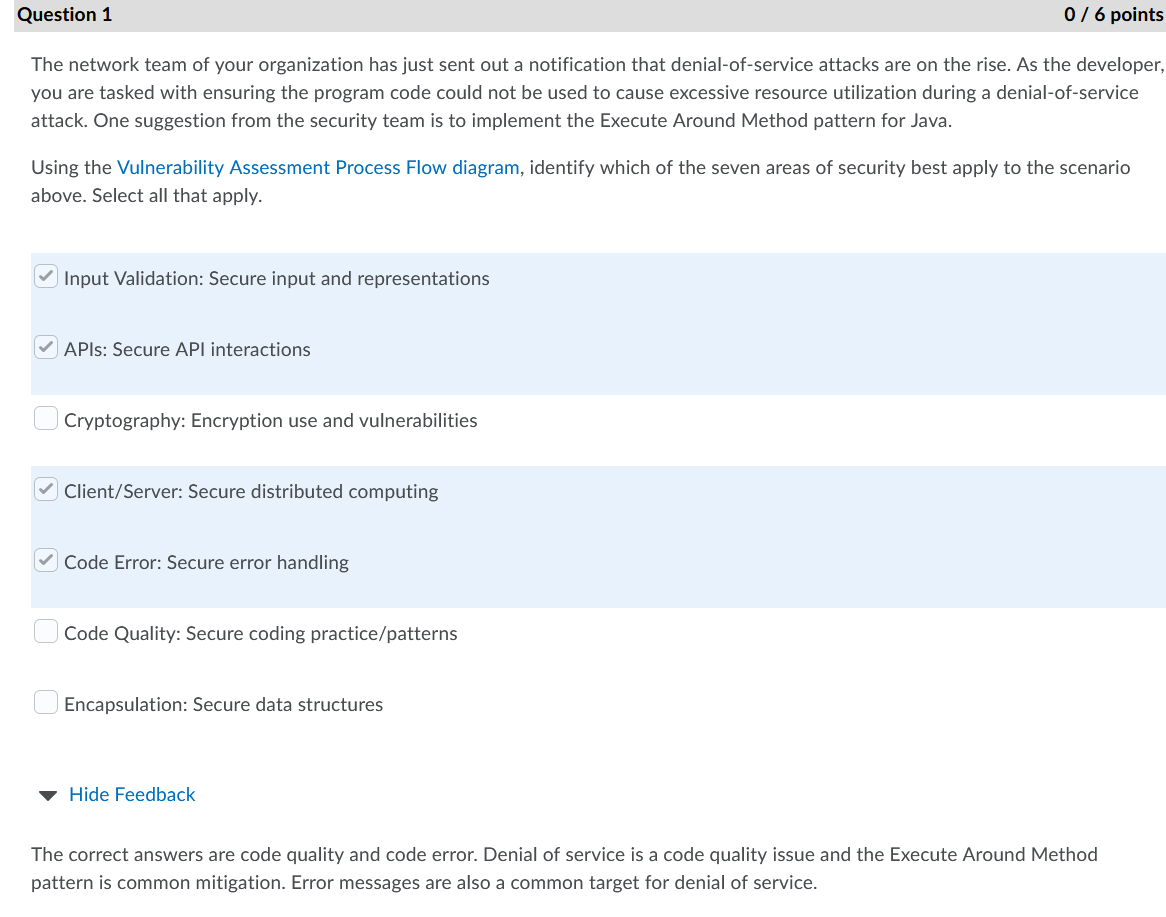 Question 1
0 / 6 points
The network team of your organization has just sent out a notification that denial-of-service attacks are on the rise. As the developer,
you are tasked with ensuring the program code could not be used to cause excessive resource utilization during a denial-of-service
attack. One suggestion from the security team is to implement the Execute Around Method pattern for Java.
Using the Vulnerability Assessment Process Flow diagram, identify which of the seven areas of security best apply to the scenario
above. Select all that apply.
Input Validation: Secure input and representations
APIs: Secure API interactions
Cryptography: Encryption use and vulnerabilities
Client/Server: Secure distributed computing
Code Error: Secure error handling
Code Quality: Secure coding practice/patterns
Encapsulation: Secure data structures
Hide Feedback
The correct answers are code quality and code error. Denial of service is a code quality issue and the Execute Around Method
pattern is common mitigation. Error messages are also a common target for denial of service.